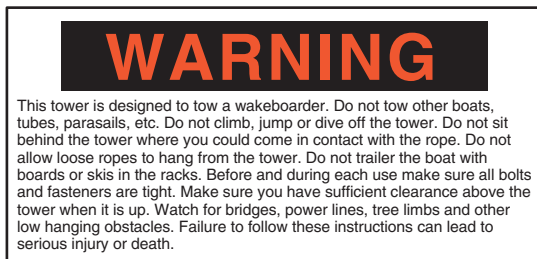 WARNING
This tower is designed to tow a wakeboarder. Do not tow other boats,
tubes, parasails, etc. Do not climb, jump or dive off the tower. Do not sit
behind the tower where you could come in contact with the rope. Do not
allow loose ropes to hang from the tower. Do not trailer the boat with
boards or skis in the racks. Before and during each use make sure all bolts
and fasteners are tight. Make sure you have sufficient clearance above the
tower when it is up. Watch for bridges, power lines, tree limbs and other
low hanging obstacles. Failure to follow these instructions can lead to
serious injury or death.